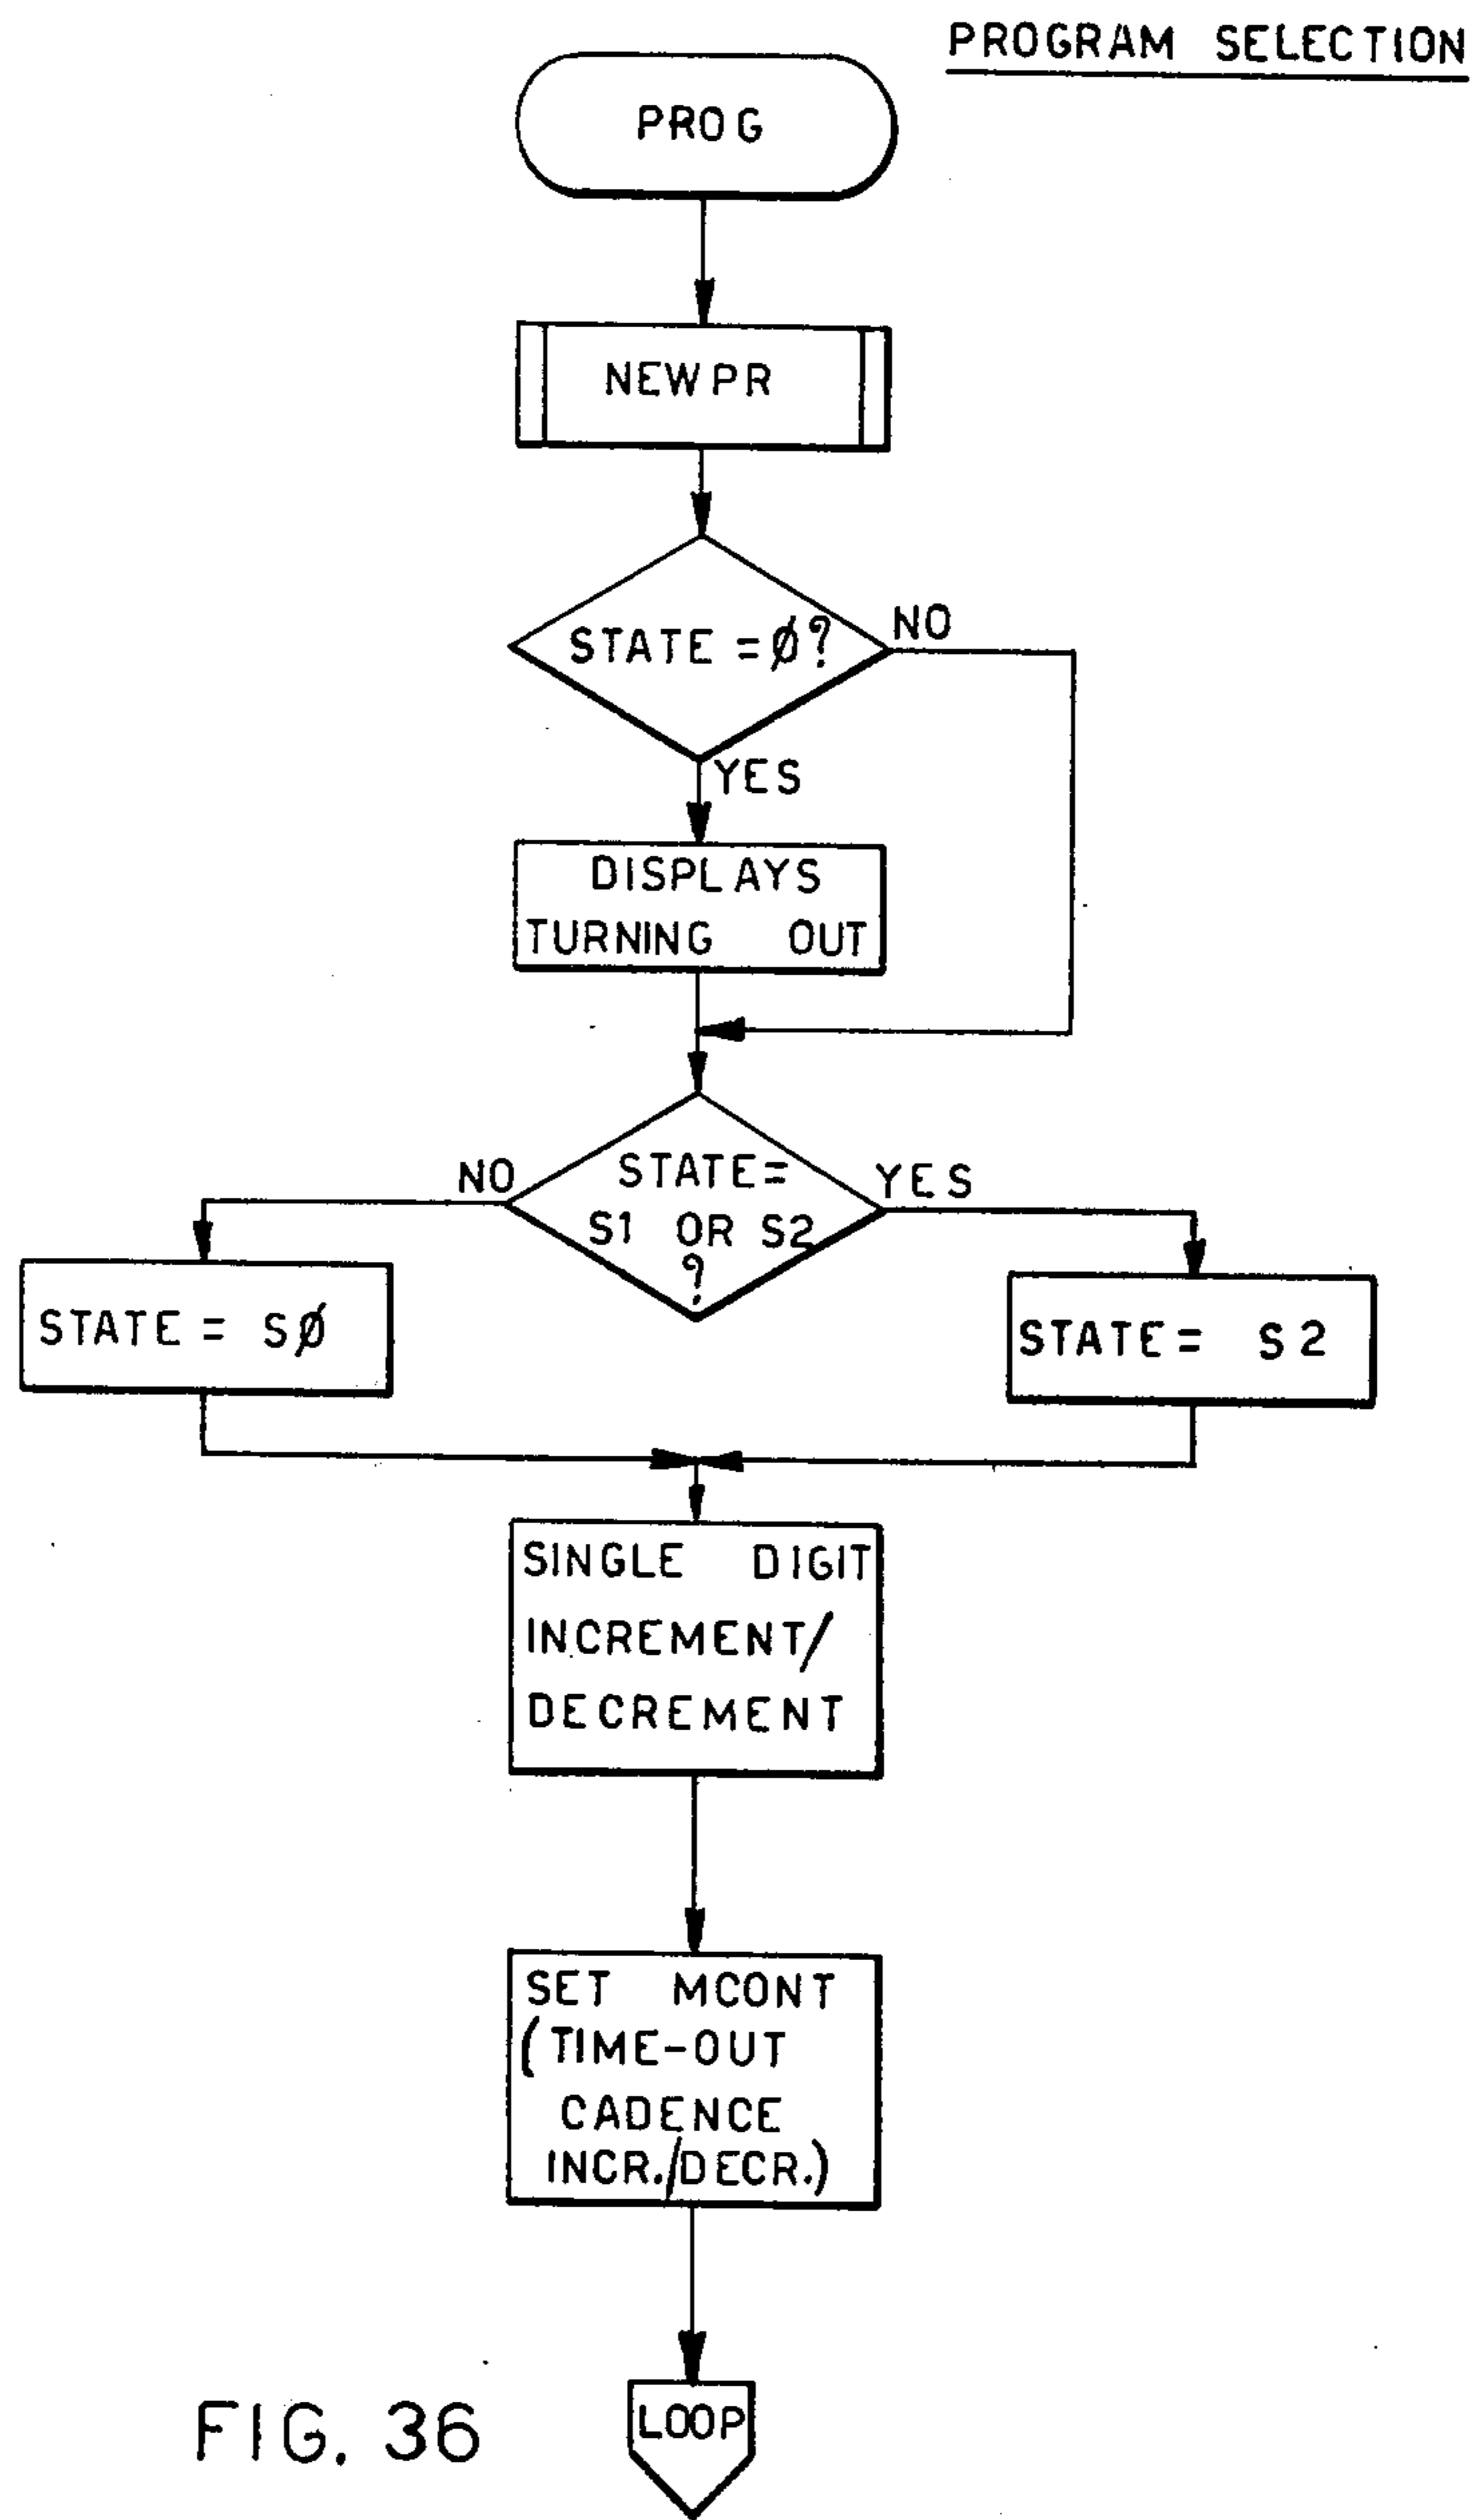 PROGRAM SELECTION
PROG
NEWPR
STATE = Ø?
NO
YES
DISPLAYS
TURNING OUT
NO
STATE=
S1 OR S2
?
YES
STATE = SØ
STATE= S2
SINGLE DIGIT
INCREMENT/
DECREMENT
SET MCONT
(TIME-OUT
CADENCE
INCR./DECR.)
LOOP
FIG. 36